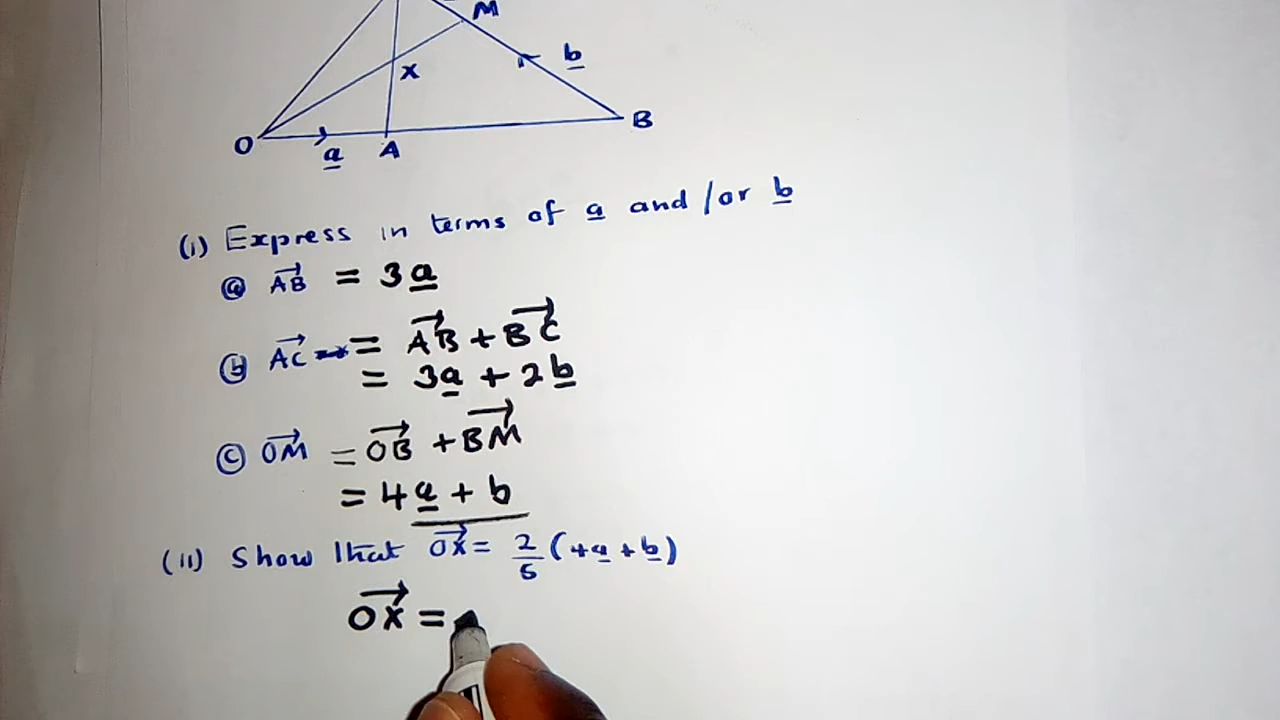 M
b
x
O
a
A
B
(i) Express in terms of a and/or b
(a) AB = 3a
(b) AC = AB + BC
= 3a + 2b
(c) OM = OB + BM
= 4a + b
(ii) Show that OX = 2/5 (4a + b)
OX =